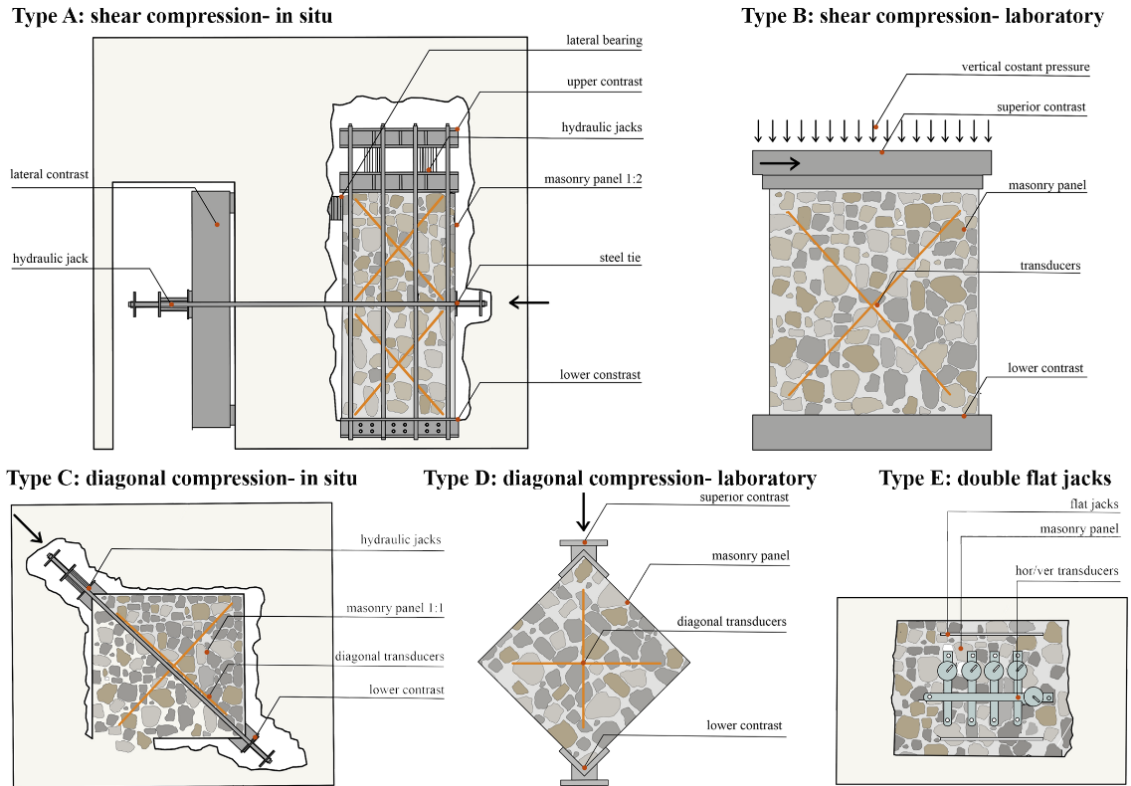 Type A: shear compression- in situ
lateral bearing
upper contrast
hydraulic jacks
lateral contrast
masonry panel 1:2
hydraulic jack
steel tie
lower constrast
Type B: shear compression- laboratory
vertical costant pressure
superior contrast
masonry panel
transducers
lower contrast
Type C: diagonal compression- in situ
hydraulic jacks
masonry panel 1:1
diagonal transducers
lower contrast
Type D: diagonal compression- laboratory
superior contrast
masonry panel
diagonal transducers
lower contrast
Type E: double flat jacks
flat jacks
masonry panel
hor/ver transducers